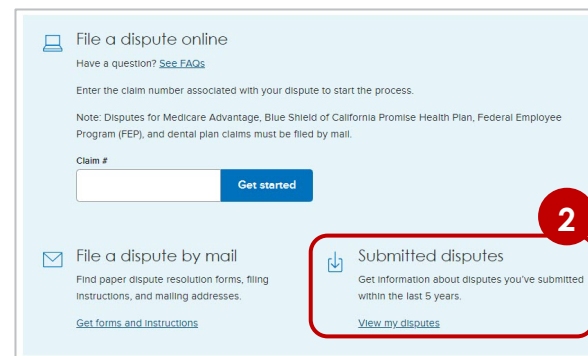 File a dispute online
Have a question? See FAQs
Enter the claim number associated with your dispute to start the process.
Note: Disputes for Medicare Advantage, Blue Shield of California Promise Health Plan, Federal Employee
Program (FEP), and dental plan claims must be filed by mail.
Claim #
Get started
2
File a dispute by mail
Find paper dispute resolution forms, filing
instructions, and mailing addresses.
Get forms and instructions
Submitted disputes
Get information about disputes you've submitted
within the last 5 years.
View my disputes